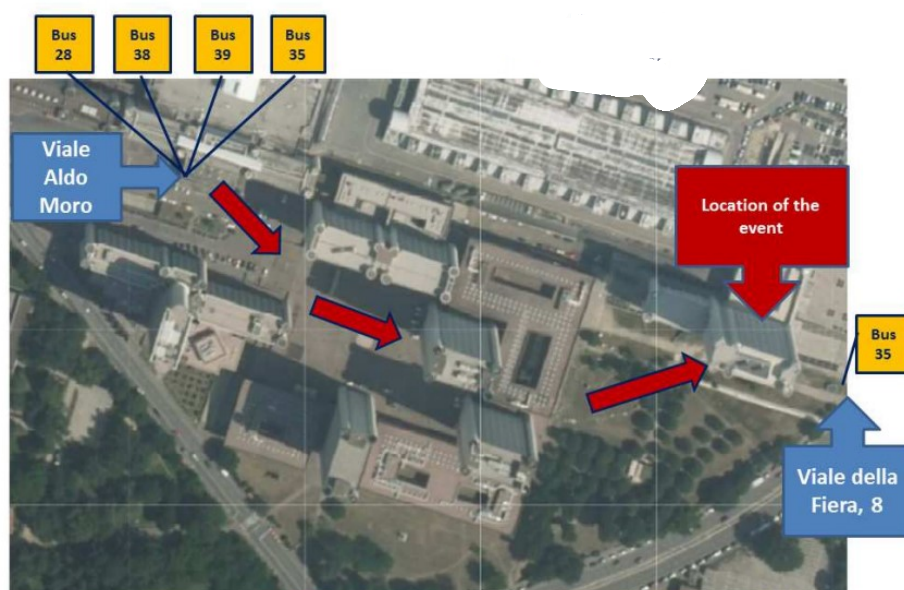 Bus
28
Bus
38
Bus
39
Bus
35
Viale
Aldo
Moro
Location of the
event
Bus
35
Viale della
Fiera, 8